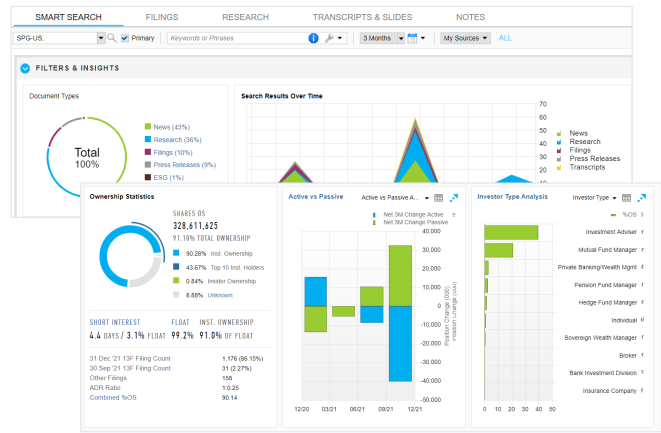 SMART SEARCH FILINGS RESEARCH TRANSCRIPTS & SLIDES NOTES
SPG-US: Primary Keywords or Phrases 3 Months My Sources ALL
FILTERS & INSIGHTS
Document Types
Total
100%
News (43%)
Research (36%)
Filings (10%)
Press Releases (9%)
ESG (1%)
Search Results Over Time
70
60
50
40
30
20
10
News
Research
Filings
Press Releases
Transcripts
Ownership Statistics
SHARES OS
328,611,625
91.10% TOTAL OWNERSHIP
90.28% Inst. Ownership
43.67% Top 10 Inst. Holders
0.84% Insider Ownership
8.88% Unknown
SHORT INTEREST FLOAT INST. OWNERSHIP
4.4 DAYS / 3.1% FLOAT 99.2% 91.0% OF FLOAT
31 Dec '21 13F Filing Count 1,176 (86.15%)
30 Sep '21 13F Filing Count 31 (2.27%)
Other Filings 158
ADR Ratio 1:0.25
Combined %OS 90.14
Active vs Passive Active vs Passive A...
Net 3M Change Active
Net 3M Change Passive
40,000
30,000
20,000
10,000
0
-10,000
-20,000
-30,000
-40,000
-50,000
Position Change (000)
12/20 03/21 06/21 09/21 12/21
Investor Type Analysis Investor Type
%OS
Investment Adviser
Mutual Fund Manager
Private Banking/Wealth Mgmt
Pension Fund Manager
Hedge Fund Manager
Individual
Sovereign Wealth Manager
Broker
Bank Investment Division
Insurance Company
0 10 20 30 40 50